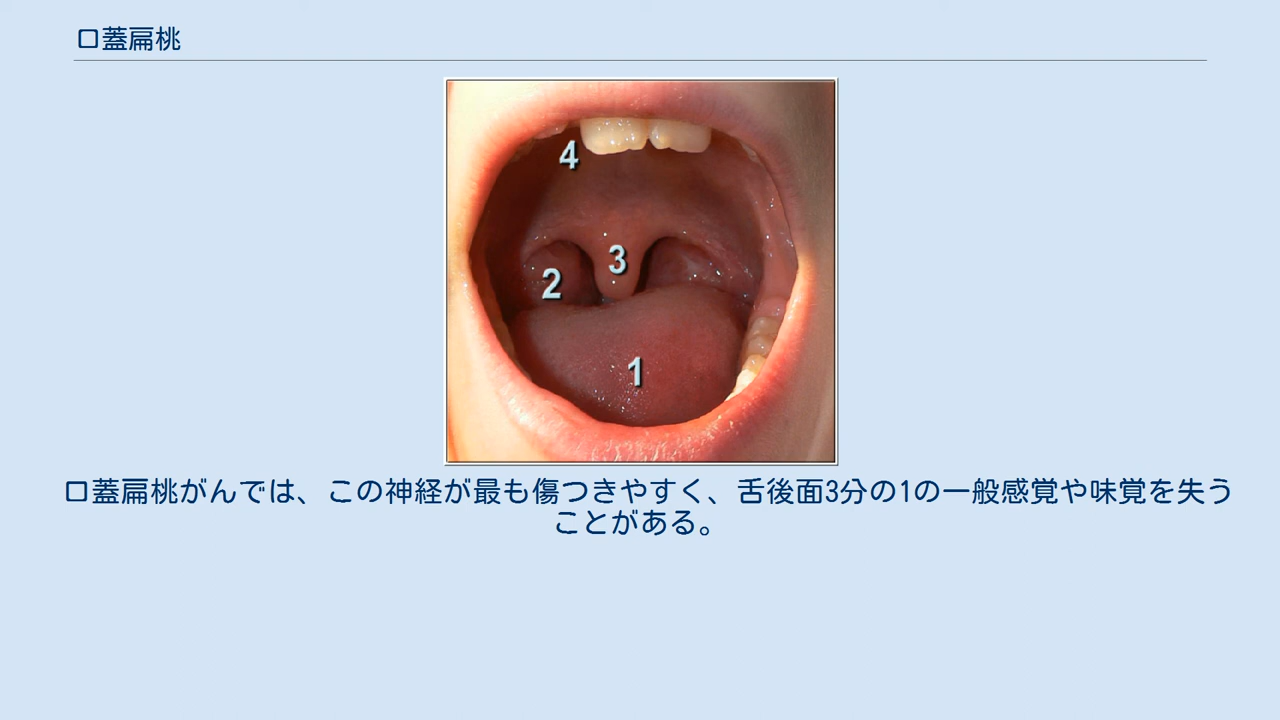 口蓋扁桃
4
3
2
1
口蓋扁桃がんでは、この神経が最も傷つきやすく、舌後面3分の1の一般感覚や味覚を失う
ことがある。